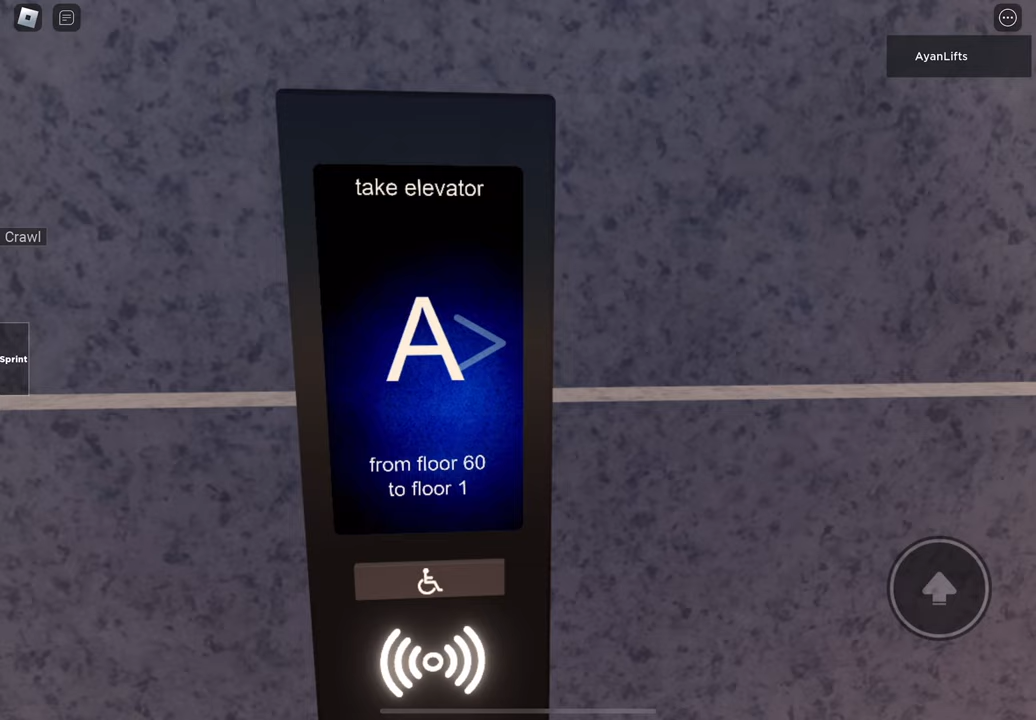 AyanLifts
take elevator
Crawl
A >
Sprint
from floor 60
to floor 1